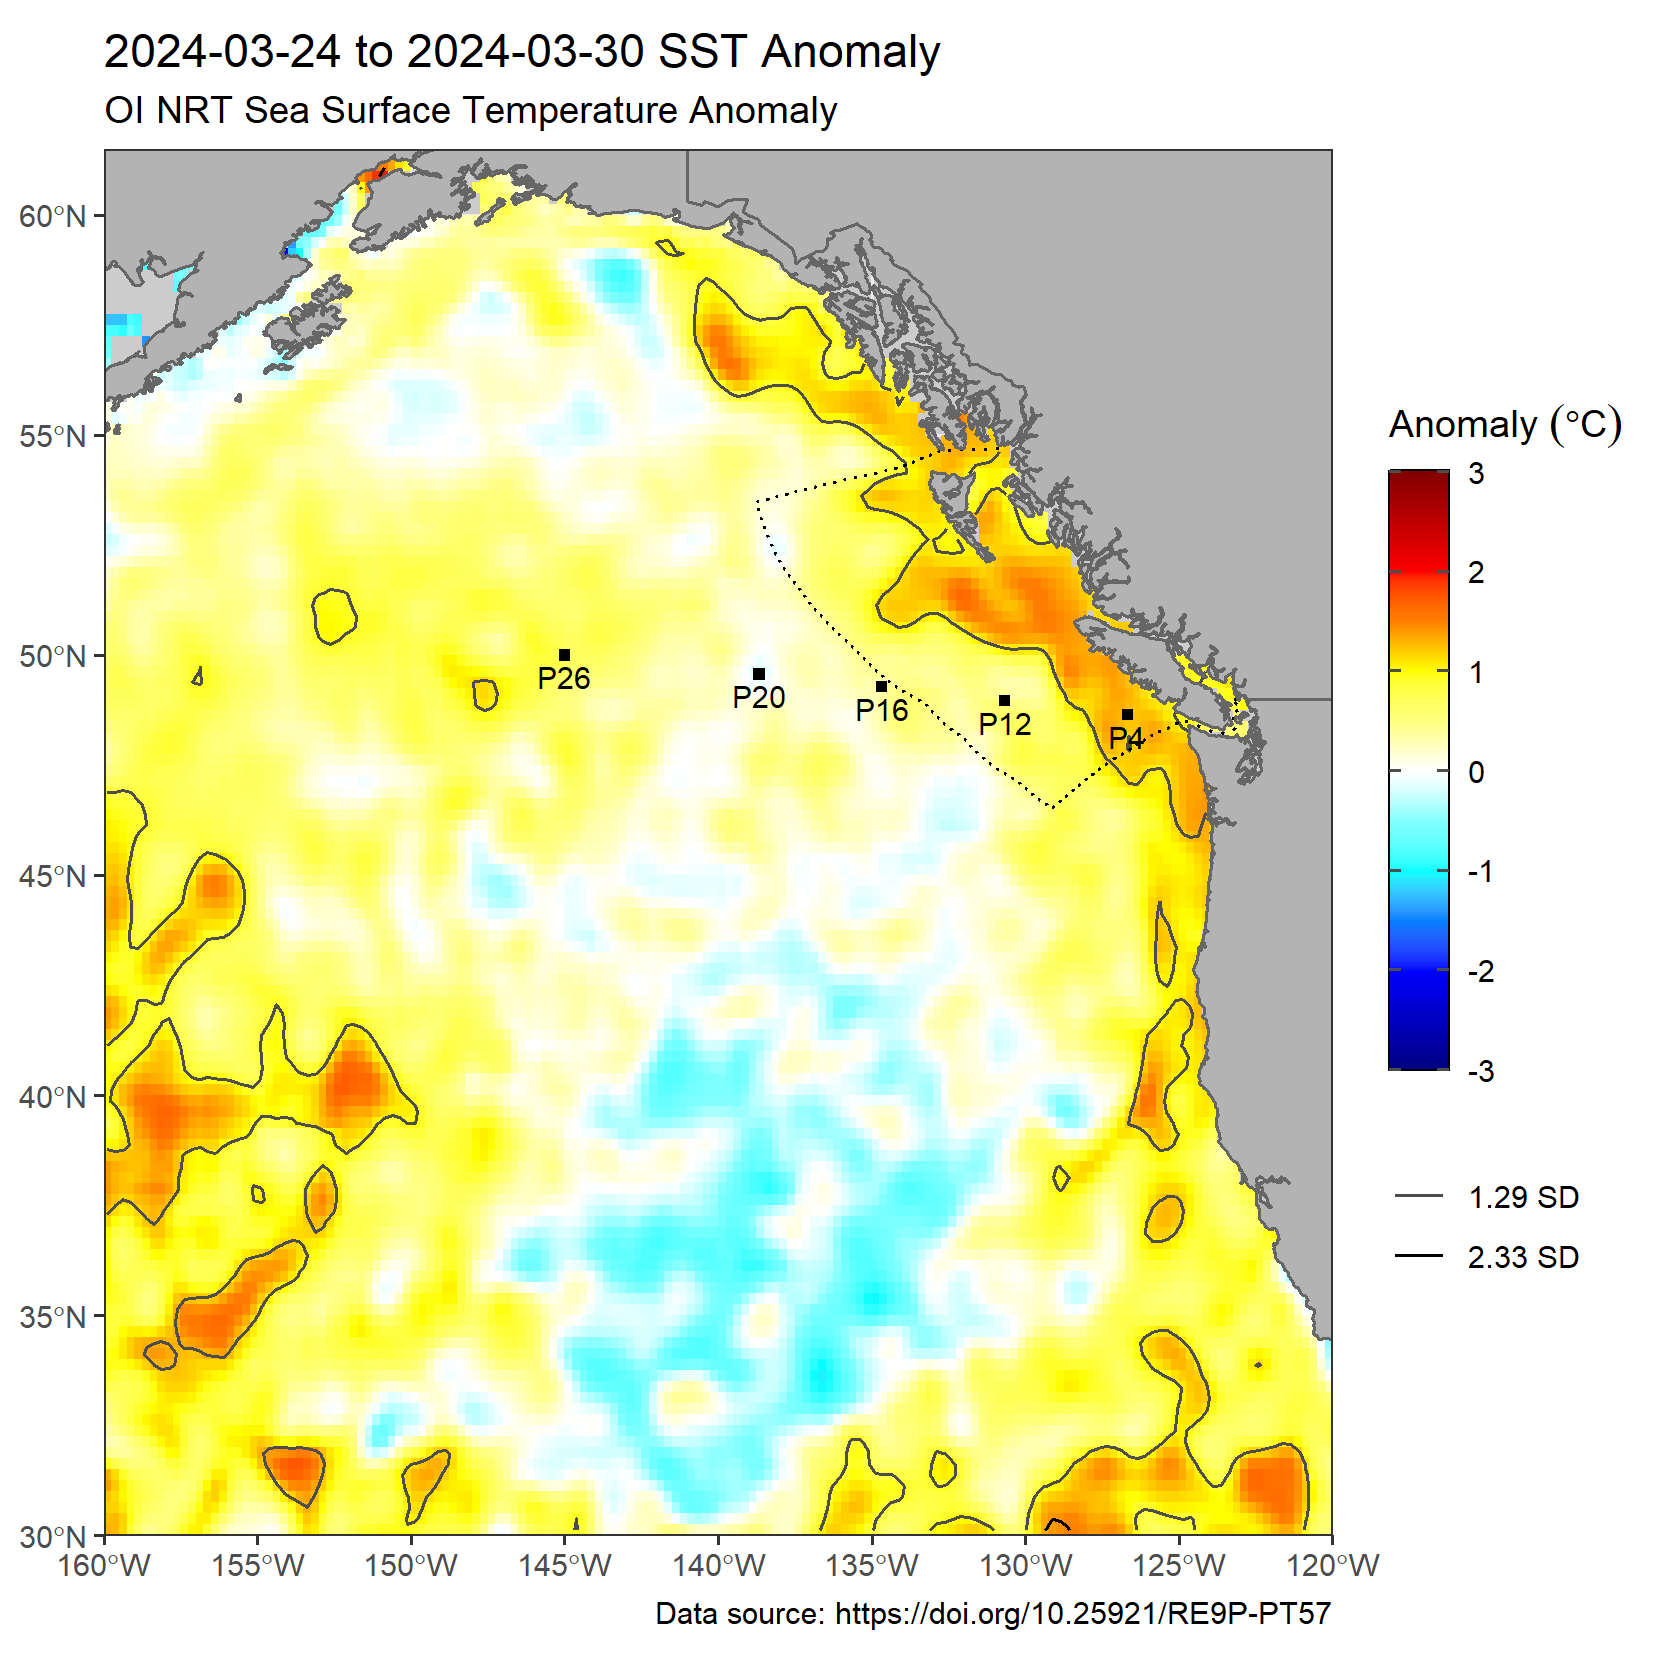 2024-03-24 to 2024-03-30 SST Anomaly
OI NRT Sea Surface Temperature Anomaly
60°N
55°N
50°N
45°N
40°N
35°N
30°N
160°W
155°W
150°W
145°W
140°W
135°W
130°W
125°W
120°W
P26
P20
P16
P12
P4
Anomaly (°C)
3
2
1
0
-1
-2
-3
1.29 SD
2.33 SD
Data source: https://doi.org/10.25921/RE9P-PT57